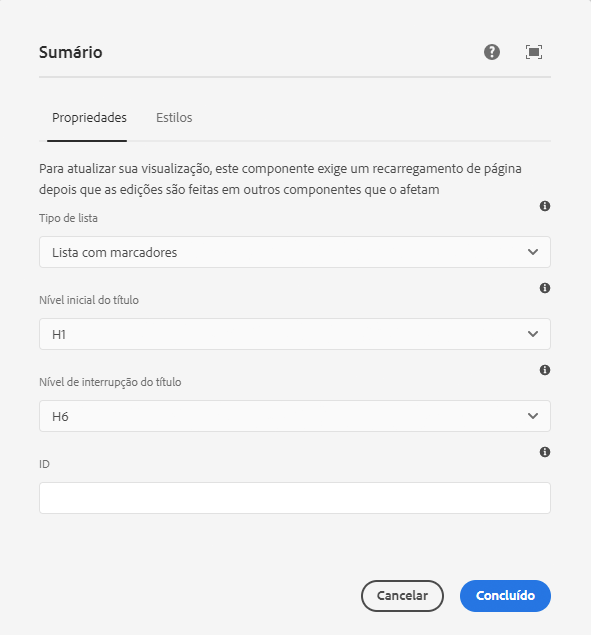 Sumário
Propriedades
Estilos
Para atualizar sua visualização, este componente exige um recarregamento de página
depois que as edições são feitas em outros componentes que o afetam
Tipo de lista
Lista com marcadores
Nível inicial do título
H1
Nível de interrupção do título
H6
ID
Cancelar
Concluído